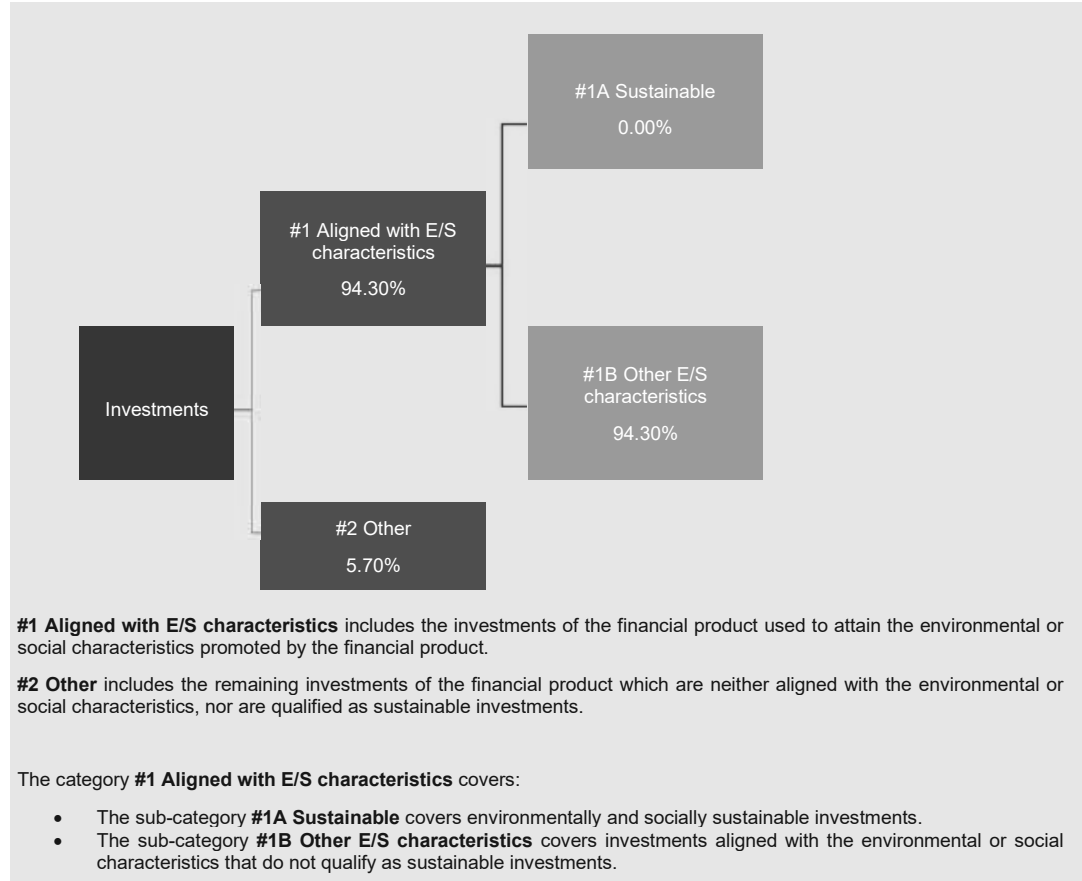 #1A Sustainable
0.00%
#1 Aligned with E/S
characteristics
94.30%
#1B Other E/S
characteristics
94.30%
Investments
#2 Other
5.70%
#1 Aligned with E/S characteristics includes the investments of the financial product used to attain the environmental or
social characteristics promoted by the financial product.
#2 Other includes the remaining investments of the financial product which are neither aligned with the environmental or
social characteristics, nor are qualified as sustainable investments.
The category #1 Aligned with E/S characteristics covers:
• The sub-category #1A Sustainable covers environmentally and socially sustainable investments.
• The sub-category #1B Other E/S characteristics covers investments aligned with the environmental or social
characteristics that do not qualify as sustainable investments.